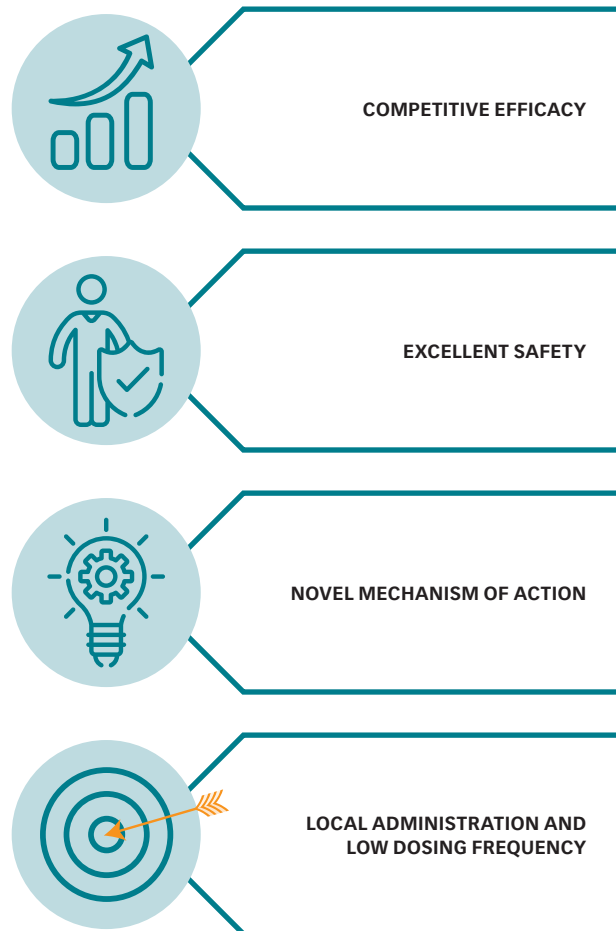 COMPETITIVE EFFICACY
EXCELLENT SAFETY
NOVEL MECHANISM OF ACTION
LOCAL ADMINISTRATION AND
LOW DOSING FREQUENCY